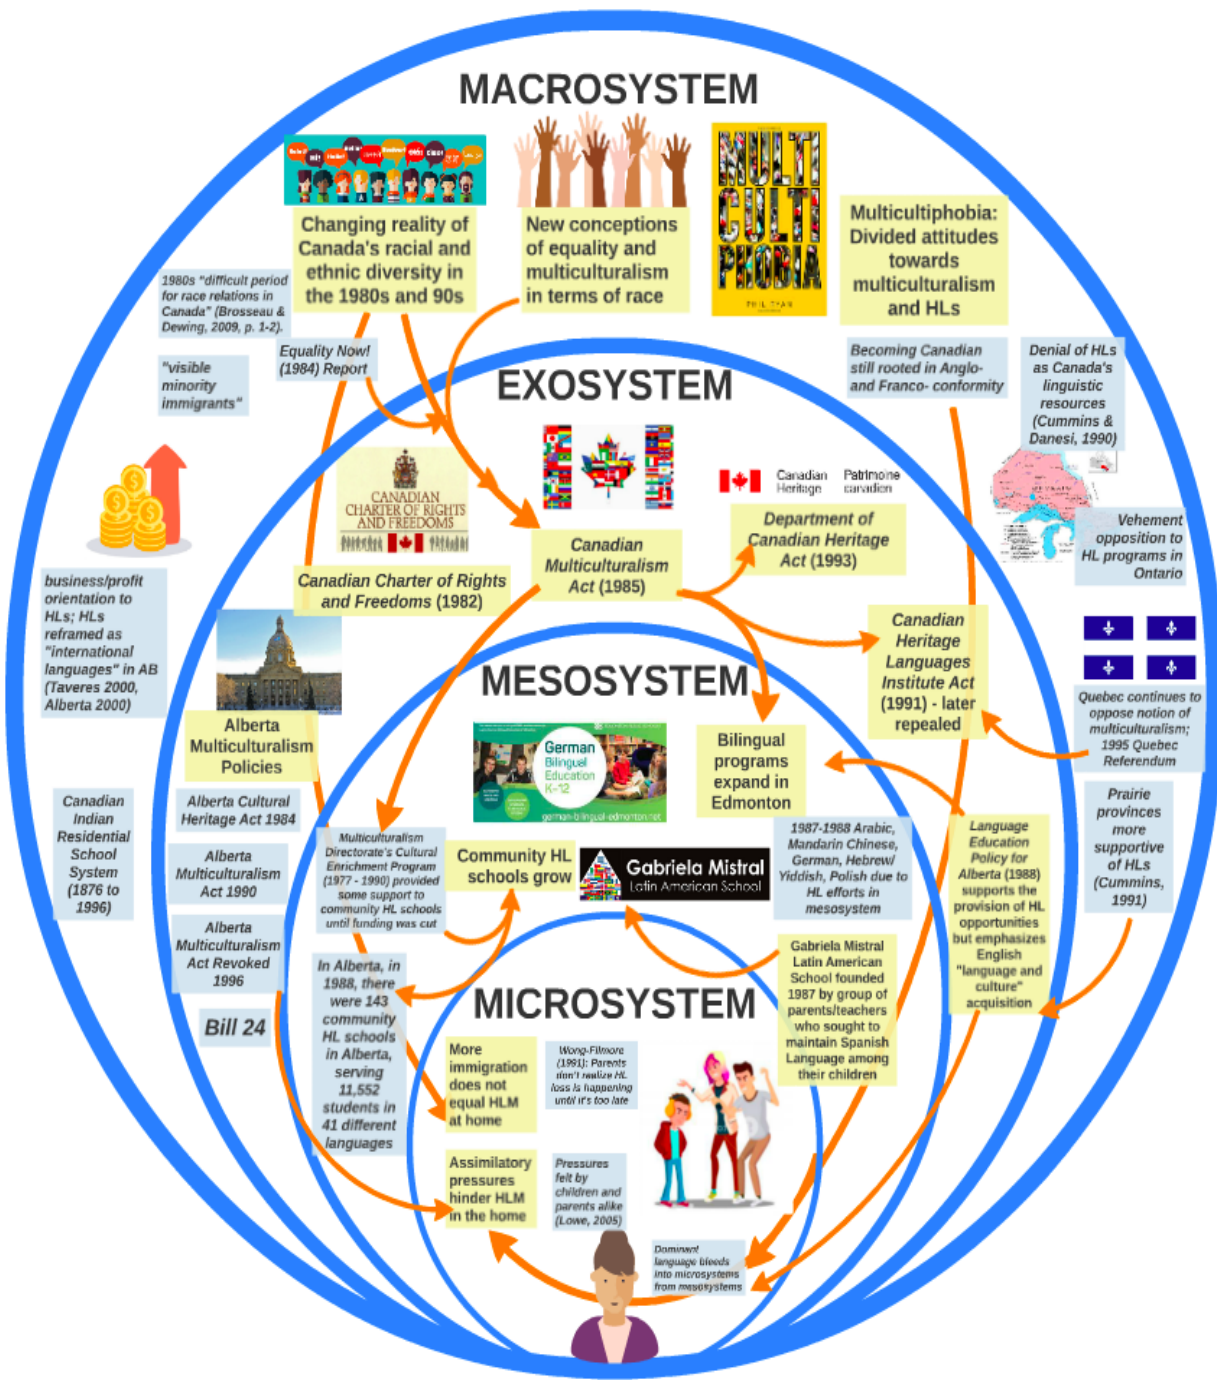 MACROSYSTEM
MULTI
CULTI
PHOBIA
Changing reality of
Canada's racial and
ethnic diversity in
the 1980s and 90s
New conceptions
of equality and
multiculturalism
in terms of race
Multicultiphobia:
Divided attitudes
towards
multiculturalism
and HLs
1980s "difficult period
for race relations in
Canada" (Brosseau &
Dewing, 2009, p. 1-2).
Equality Now!
(1984) Report
"visible
minority
immigrants"
Becoming Canadian
still rooted in Anglo-
and Franco- conformity
Denial of HLs
as Canada's
linguistic
resources
(Cummins &
Danesi, 1990)
Vehement
opposition to
HL programs in
Ontario
business/profit
orientation to
HLs; HLs
reframed as
"international
languages" in AB
(Taveres 2000,
Alberta 2000)
Canadian
Indian
Residential
School
System
(1876 to
1996)
Quebec continues to
oppose notion of
multiculturalism;
1995 Quebec
Referendum
Prairie
provinces
more
supportive
of HLs
(Cummins,
1991)
EXOSYSTEM
CANADIAN
CHARTER OF RIGHTS
AND FREEDOMS
Canadian Charter of Rights
and Freedoms (1982)
Canadian
Multiculturalism
Act (1985)
Canadian
Heritage
Patrimoine
canadien
Department of
Canadian Heritage
Act (1993)
Canadian
Heritage
Languages
Institute Act
(1991) - later
repealed
Alberta
Multiculturalism
Policies
Alberta Cultural
Heritage Act 1984
Alberta
Multiculturalism
Act 1990
Alberta
Multiculturalism
Act Revoked
1996
Bill 24
Language
Education
Policy for
Alberta (1988)
supports the
provision of HL
opportunities
but emphasizes
English
"language and
culture"
acquisition
MESOSYSTEM
German
Bilingual
Education
K-12
german-bilingual-edmonton.net
Bilingual
programs
expand in
Edmonton
Multiculturalism
Directorate's Cultural
Enrichment Program
(1977 - 1990) provided
some support to
community HL schools
until funding was cut
Community HL
schools grow
Gabriela Mistral
Latin American School
1987-1988 Arabic,
Mandarin Chinese,
German, Hebrew/
Yiddish, Polish due to
HL efforts in
mesosystem
In Alberta, in
1988, there
were 143
community
HL schools
in Alberta,
serving
11,552
students in
41 different
languages
Gabriela Mistral
Latin American
School founded
1987 by group of
parents/teachers
who sought to
maintain Spanish
Language among
their children
MICROSYSTEM
More
immigration
does not
equal HLM
at home
Wong-Filmore
(1991): Parents
don't realize HL
loss is happening
until it's too late
Assimilatory
pressures
hinder HLM
in the home
Pressures
felt by
children and
parents alike
(Lowe, 2005)
Dominant
language bleeds
into microsystems
from mesosystems